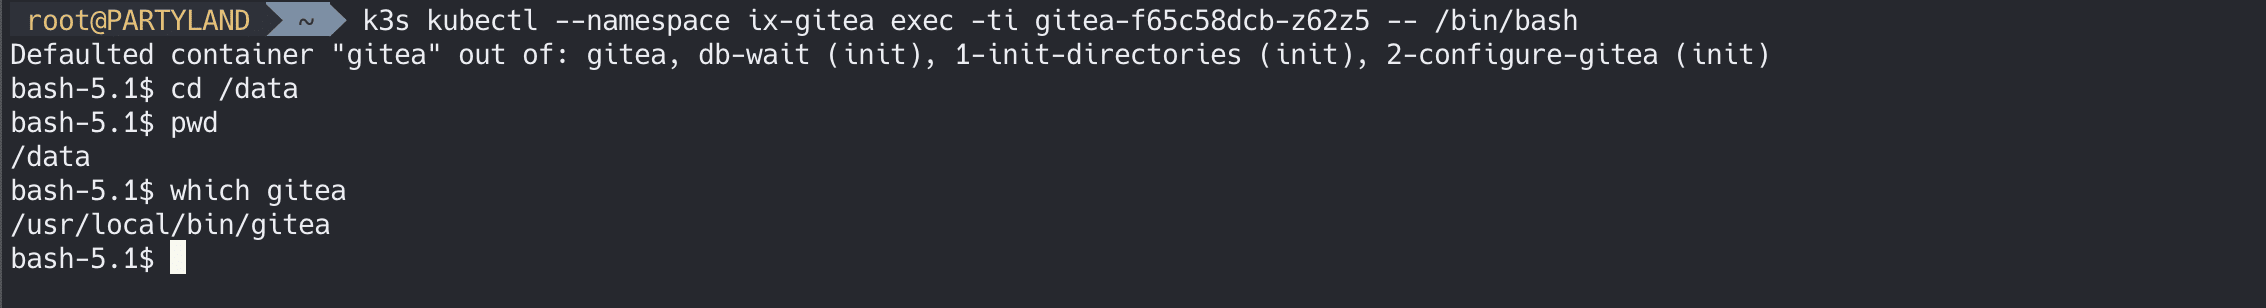 root@PARTYLAND ~ k3s kubectl --namespace ix-gitea exec -ti gitea-f65c58dcb-z62z5 -- /bin/bash
Defaulted container "gitea" out of: gitea, db-wait (init), 1-init-directories (init), 2-configure-gitea (init)
bash-5.1$ cd /data
bash-5.1$ pwd
/data
bash-5.1$ which gitea
/usr/local/bin/gitea
bash-5.1$